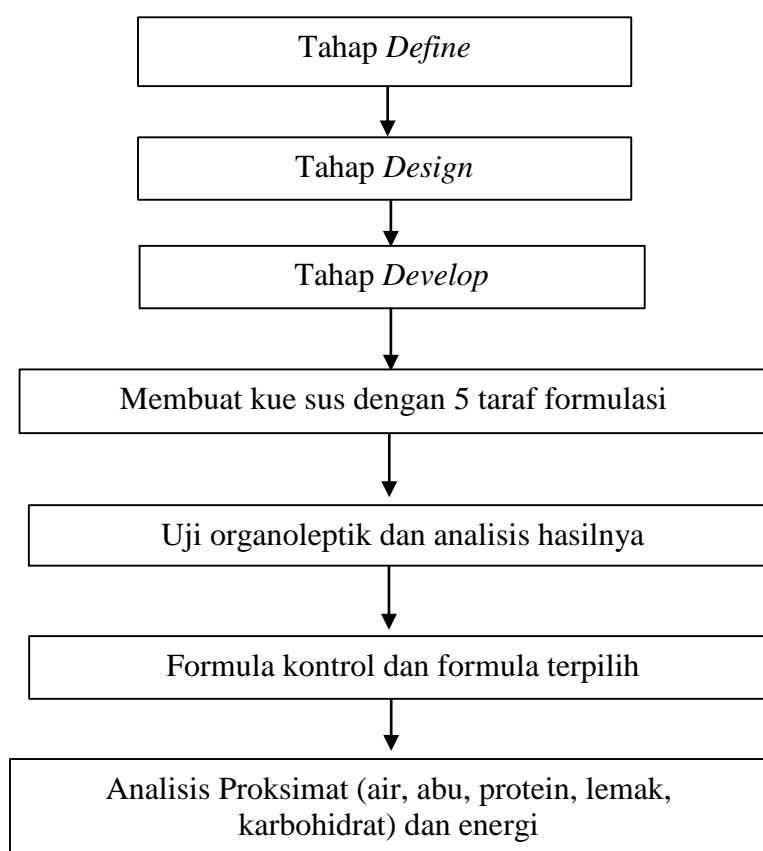 Tahap Define
Tahap Design
Tahap Develop
Membuat kue sus dengan 5 taraf formulasi
Uji organoleptik dan analisis hasilnya
Formula kontrol dan formula terpilih
Analisis Proksimat (air, abu, protein, lemak,
karbohidrat) dan energi